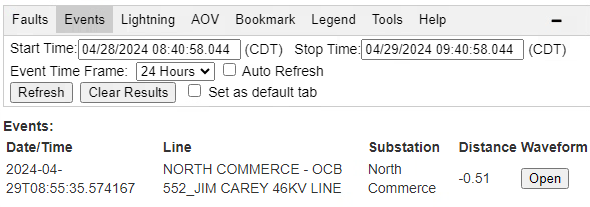 Faults Events Lightning AOV Bookmark Legend Tools Help
Start Time: 04/28/2024 08:40:58.044 (CDT) Stop Time: 04/29/2024 09:40:58.044 (CDT)
Event Time Frame: 24 Hours Auto Refresh
Refresh Clear Results Set as default tab
Events:
Date/Time Line Substation Distance Waveform
2024-04- NORTH COMMERCE - OCB North -0.51 Open
29T08:55:35.574167 552_JIM CAREY 46KV LINE Commerce